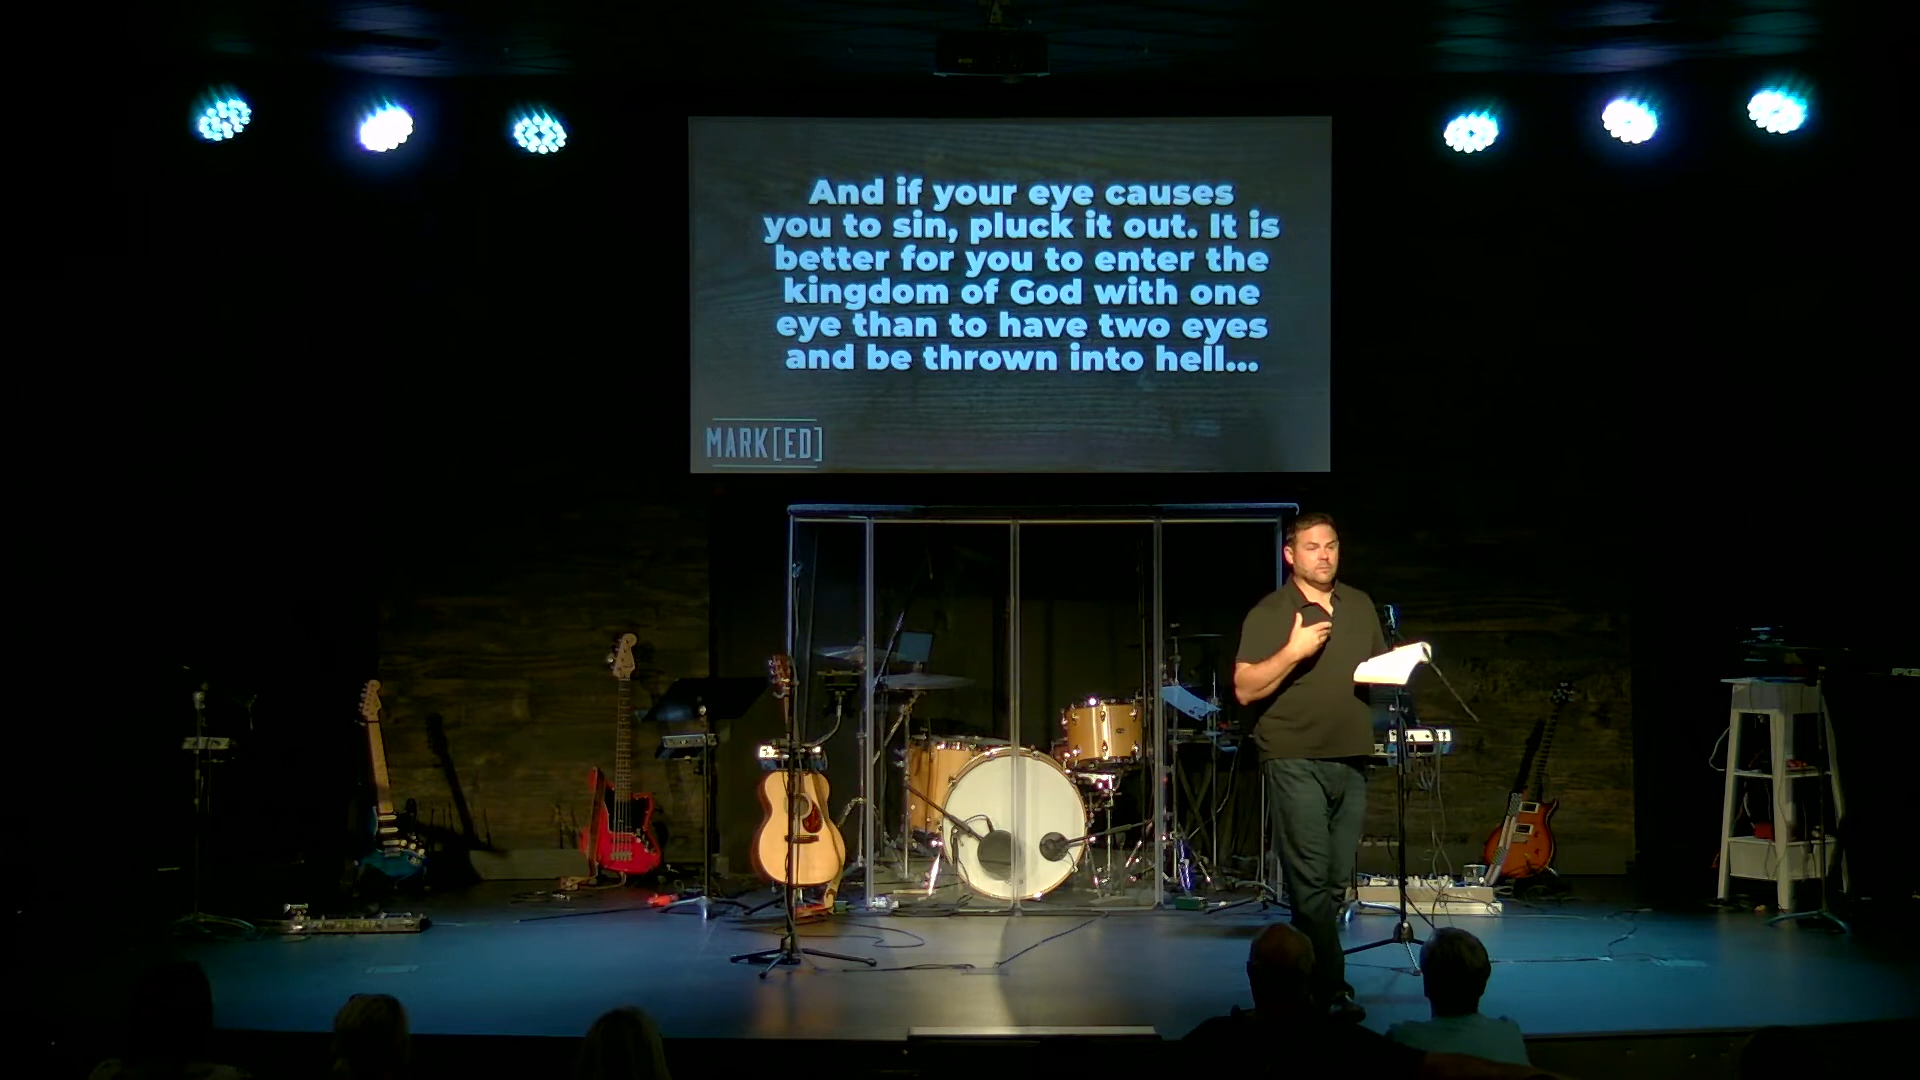 And if your eye causes
you to sin, pluck it out. It is
better for you to enter the
kingdom of God with one
eye than to have two eyes
and be thrown into hell...
MARK[ED]